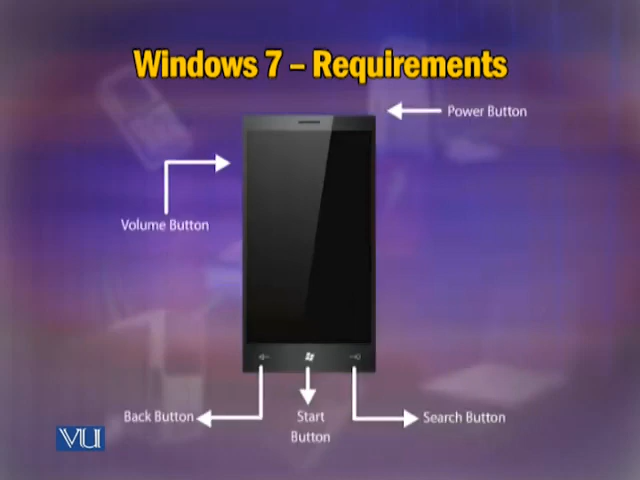 Windows 7 – Requirements
Power Button
Volume Button
Back Button
Start
Button
Search Button
VU